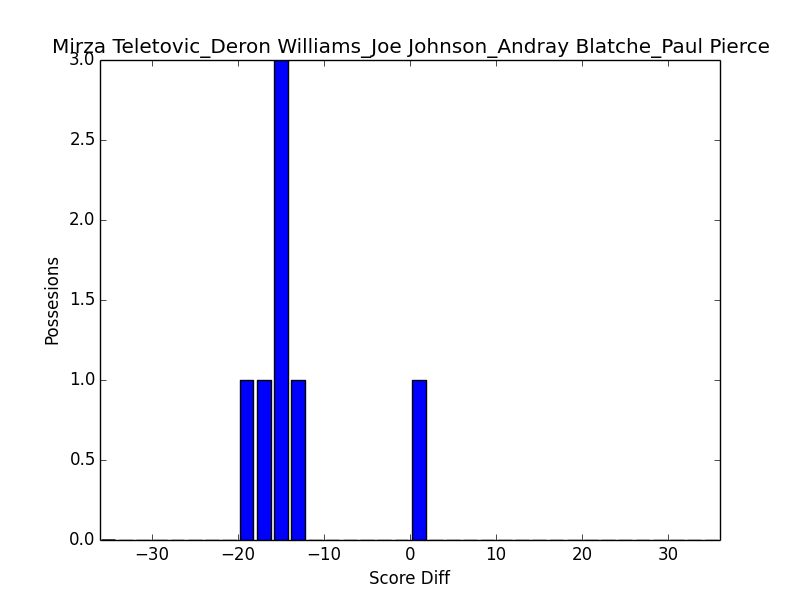 Mirza Teletovic_Deron Williams_Joe Johnson_Andray Blatche_Paul Pierce
3.0
2.5
2.0
1.5
1.0
0.5
0.0
Possesions
−30 −20 −10 0 10 20 30
Score Diff